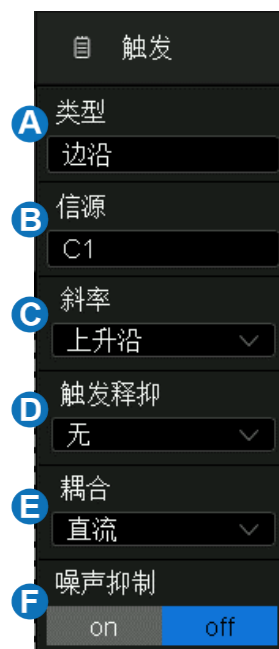 触发
A 类型
边沿
B 信源
C1
C 斜率
上升沿
D 触发释抑
无
E 耦合
直流
F 噪声抑制
on off